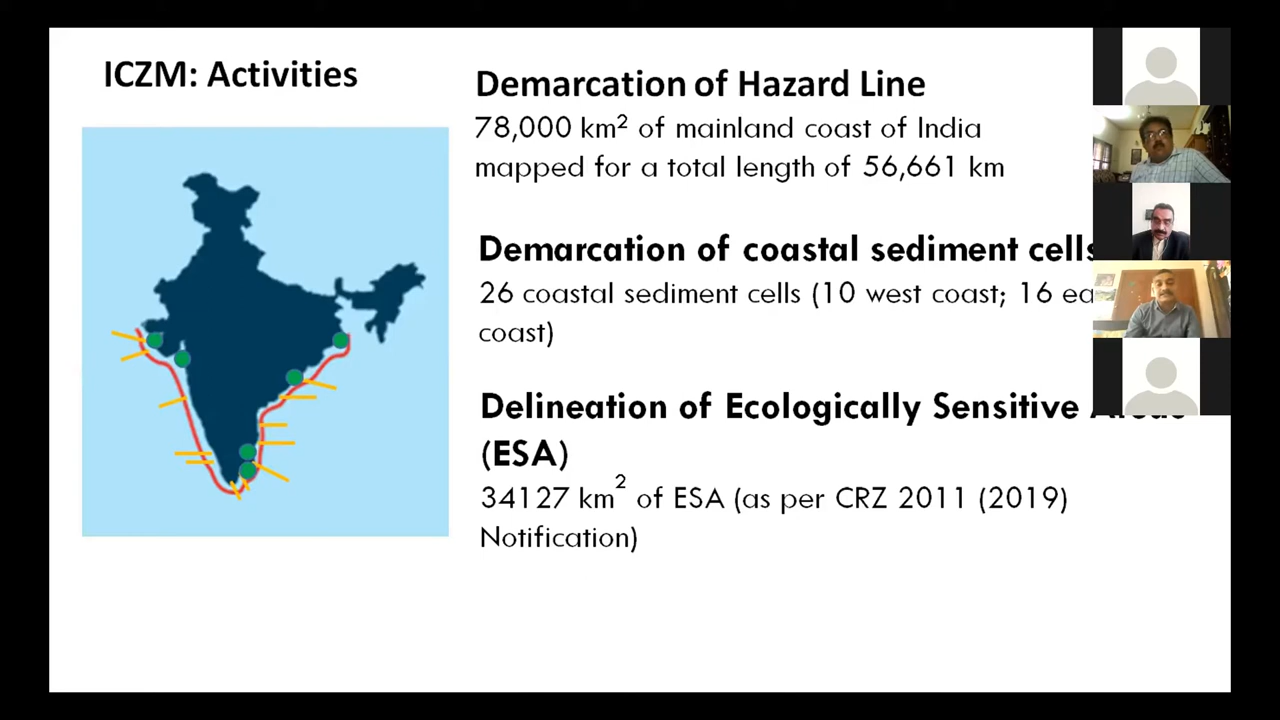 ICZM: Activities
Demarcation of Hazard Line
78,000 km² of mainland coast of India
mapped for a total length of 56,661 km
Demarcation of coastal sediment cells
26 coastal sediment cells (10 west coast; 16
coast)
Delineation of Ecologically Sensitive
(ESA)
34127 km² of ESA (as per CRZ 2011 (2019)
Notification)